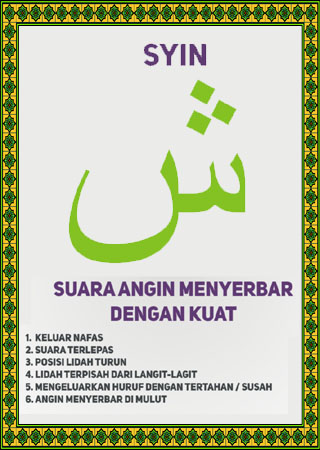 SYIN
ش
SUARA ANGIN MENYERBAR
DENGAN KUAT
1. KELUAR NAFAS
2. SUARA TERLEPAS
3. POSISI LIDAH TURUN
4. LIDAH TERPISAH DARI LANGIT-LAGIT
5. MENGELUARKAN HURUF DENGAN TERTAHAN / SUSAH
6. ANGIN MENYERBAR DI MULUT